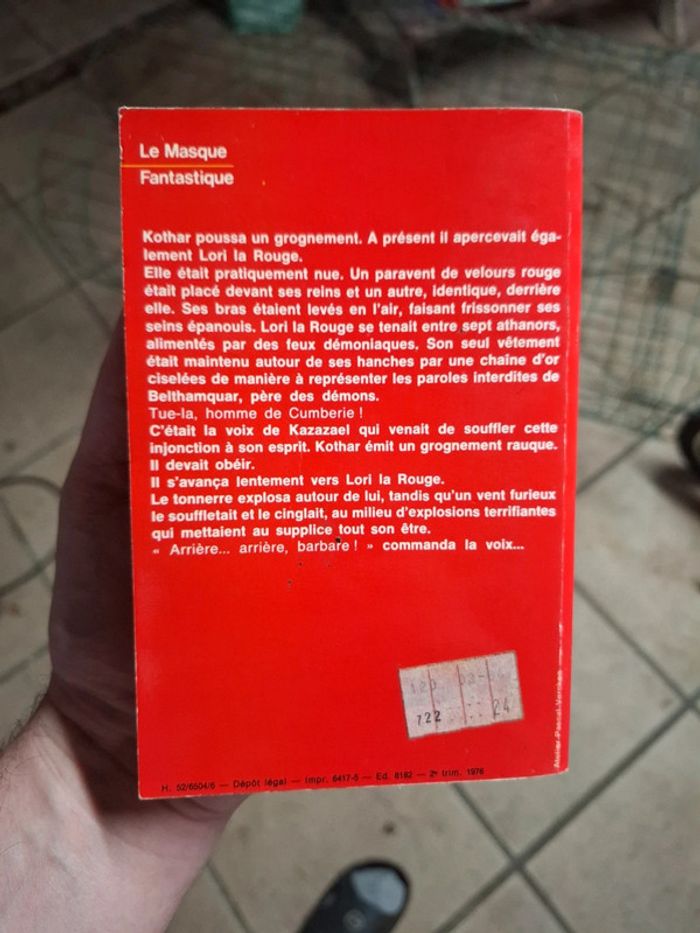 Le Masque
Fantastique
Kothar poussa un grognement. A présent il apercevait éga-
lement Lori la Rouge.
Elle était pratiquement nue. Un paravent de velours rouge
était placé devant ses reins et un autre, identique, derrière
elle. Ses bras étaient levés en l'air, faisant frissonner ses
seins épanouis. Lori la Rouge se tenait entre sept athanors,
alimentés par des feux démoniaques. Son seul vêtement
était maintenu autour de ses hanches par une chaîne d'or
ciselées de manière à représenter les paroles interdites de
Belthamquar, père des démons.
Tue-la, homme de Cumberie !
C'était la voix de Kazazael qui venait de souffler cette
injonction à son esprit. Kothar émit un grognement rauque.
Il devait obéir.
Il s'avança lentement vers Lori la Rouge.
Le tonnerre explosa autour de lui, tandis qu'un vent furieux
le souffletait et le cinglait, au milieu d'explosions terrifiantes
qui mettaient au supplice tout son être.
« Arrière... arrière, barbare ! » commanda la voix...
722 24
H. 52/6504/6 — Dépôt légal — Impr. 6417-5 — Ed. 8182 — 2e trim. 1976
Atelier Pascal Vercken